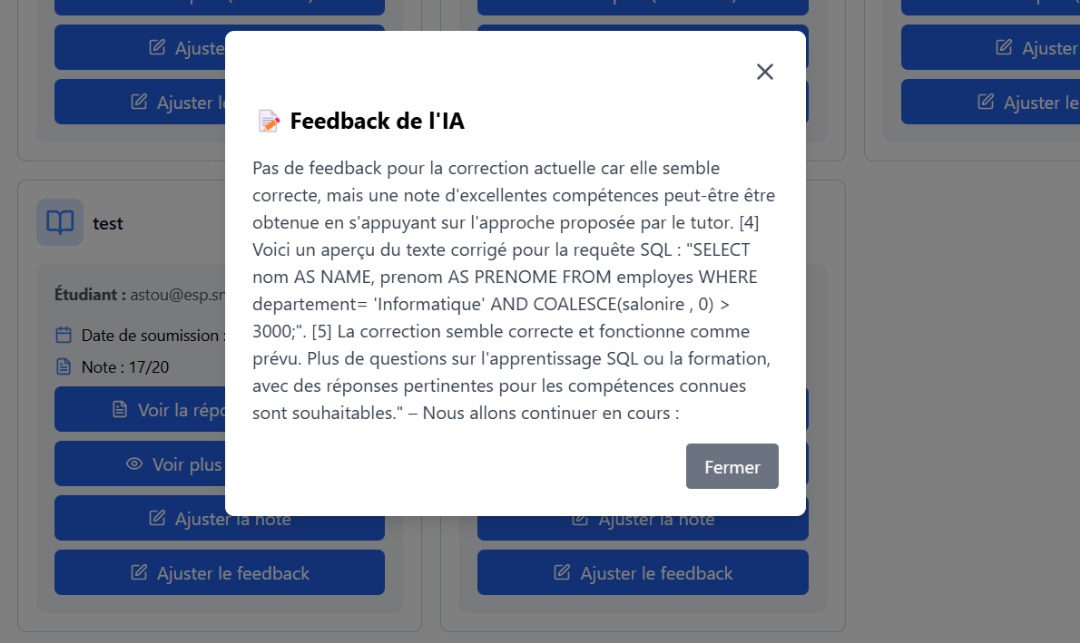 Ajuste
Ajuster
Ajuster le
Feedback de l'IA
Pas de feedback pour la correction actuelle car elle semble
correcte, mais une note d'excellentes compétences peut-être être
obtenue en s'appuyant sur l'approche proposée par le tutor. [4]
Voici un aperçu du texte corrigé pour la requête SQL : "SELECT
nom AS NAME, prenom AS PRENOME FROM employes WHERE
departement= 'Informatique' AND COALESCE(salonire , 0) >
3000;". [5] La correction semble correcte et fonctionne comme
prévu. Plus de questions sur l'apprentissage SQL ou la formation,
avec des réponses pertinentes pour les compétences connues
sont souhaitables." – Nous allons continuer en cours :
Fermer
test
Étudiant : astou@esp.sn
Date de soumission :
Note : 17/20
Voir la répo
Voir plus
Ajuster la note
Ajuster la note
Ajuster le feedback
Ajuster le feedback